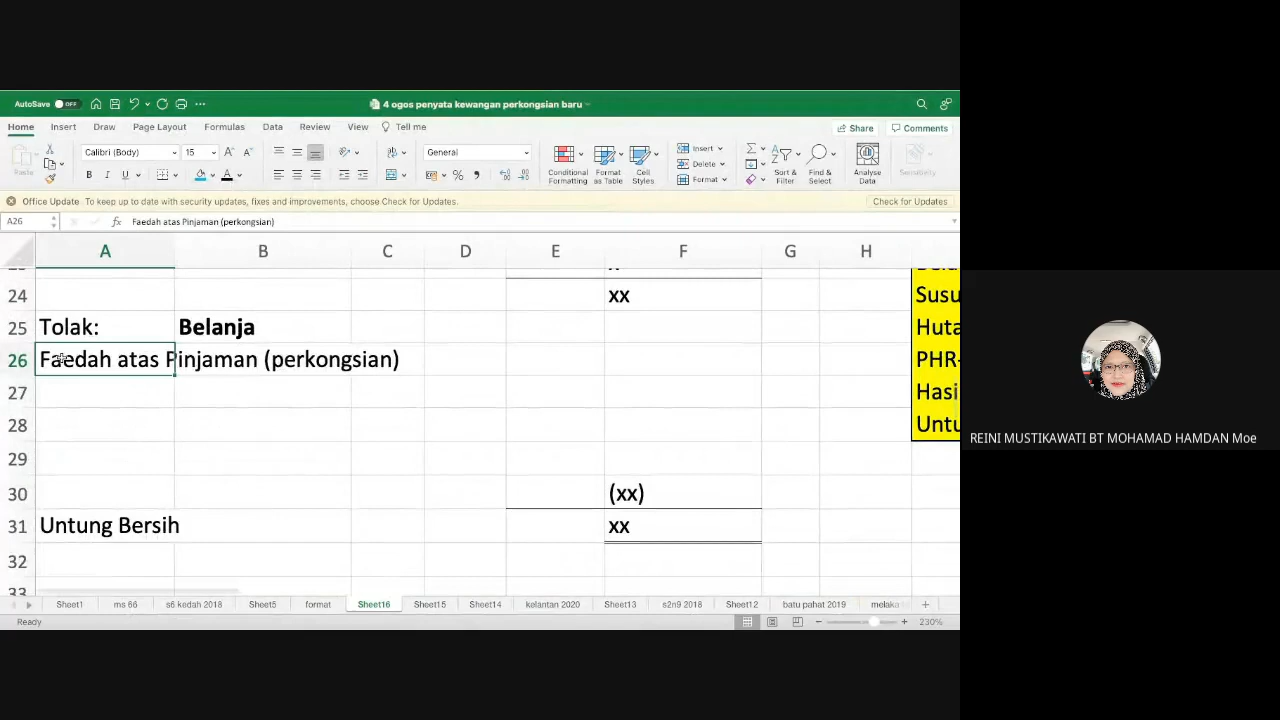 AutoSave OFF
4 ogos penyata kewangan perkongsian baru
Home Insert Draw Page Layout Formulas Data Review View Tell me
Share Comments
Paste
Calibri (Body) 15 A A
General
B I U A
Conditional Formatting
Format as Table
Cell Styles
Insert
Delete
Format
Sort & Filter
Find & Select
Analyse Data
Sensitivity
Office Update To keep up to date with security updates, fixes and improvements, choose Check for Updates.
Check for Updates
A26 fx Faedah atas Pinjaman (perkongsian)
A B C D E F G H
24 xx Susu
25 Tolak: Belanja Huta
26 Faedah atas Pinjaman (perkongsian) PHR-
27 Hasi
28 Untu
29
30 (xx)
31 Untung Bersih xx
32
33
Sheet1 ms 66 s6 kedah 2018 Sheet5 format Sheet16 Sheet15 Sheet14 kelantan 2020 Sheet13 s2n9 2018 Sheet12 batu pahat 2019 melaka
Ready
230%
REINI MUSTIKAWATI BT MOHAMAD HAMDAN Moe